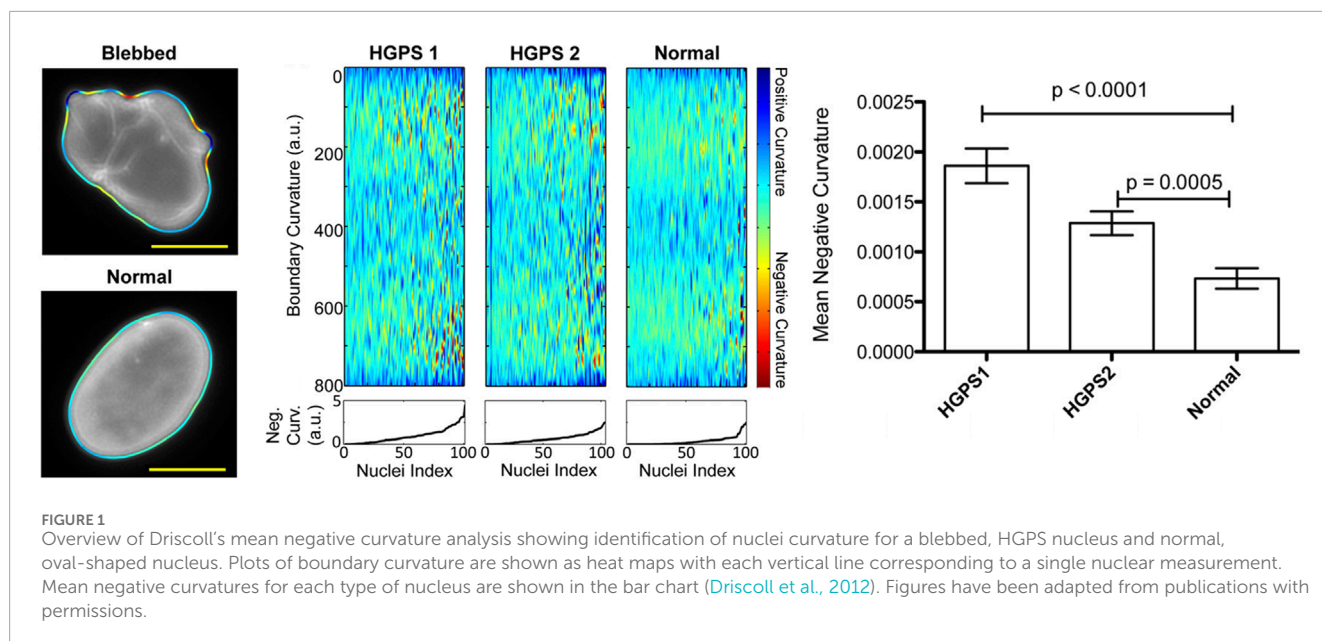 Blebbed
Normal
HGPS 1
HGPS 2
Normal
Boundary Curvature (a.u.)
0
200
400
600
800
Positive Curvature
Negative Curvature
Neg.
Curv.
(a.u.)
5
0
0 50 100
Nuclei Index
0 50 100
Nuclei Index
0 50 100
Nuclei Index
Mean Negative Curvature
0.0025
0.0020
0.0015
0.0010
0.0005
0.0000
p < 0.0001
p = 0.0005
HGPS1
HGPS2
Normal
FIGURE 1
Overview of Driscoll's mean negative curvature analysis showing identification of nuclei curvature for a blebbed, HGPS nucleus and normal,
oval-shaped nucleus. Plots of boundary curvature are shown as heat maps with each vertical line corresponding to a single nuclear measurement.
Mean negative curvatures for each type of nucleus are shown in the bar chart (Driscoll et al., 2012). Figures have been adapted from publications with
permissions.